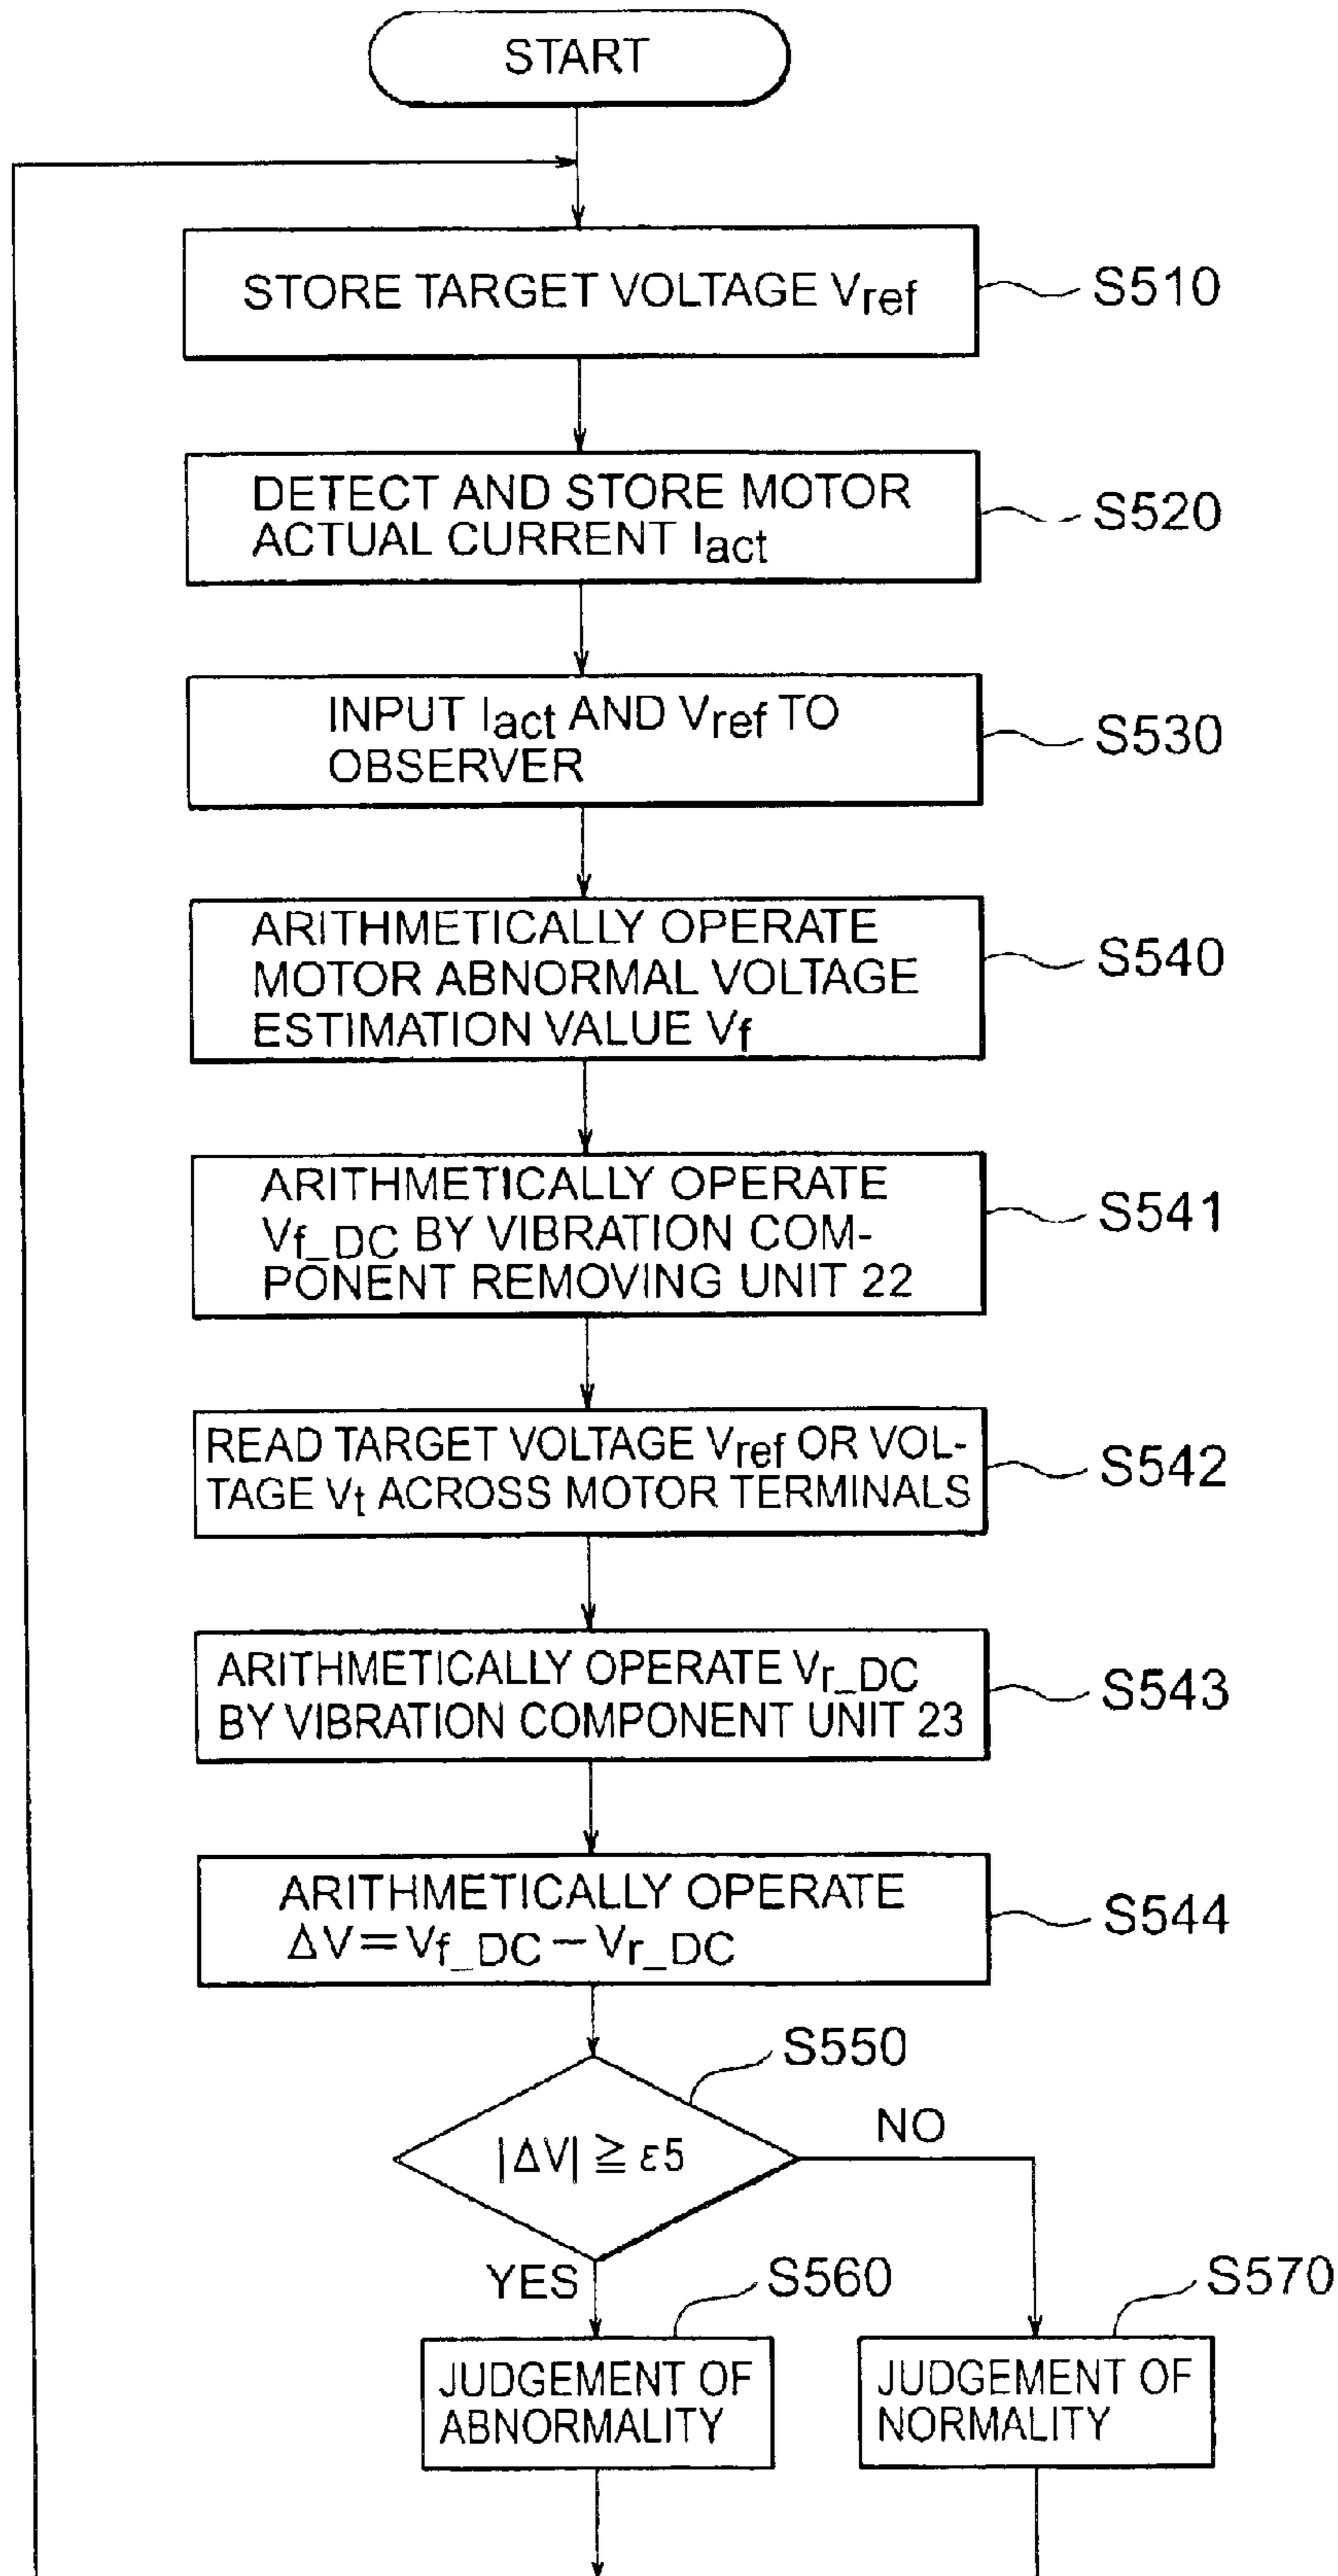 START
STORE TARGET VOLTAGE Vref
S510
DETECT AND STORE MOTOR
ACTUAL CURRENT Iact
S520
INPUT Iact AND Vref TO
OBSERVER
S530
ARITHMETICALLY OPERATE
MOTOR ABNORMAL VOLTAGE
ESTIMATION VALUE Vf
S540
ARITHMETICALLY OPERATE
Vf_DC BY VIBRATION COM-
PONENT REMOVING UNIT 22
S541
READ TARGET VOLTAGE Vref OR VOL-
TAGE Vt ACROSS MOTOR TERMINALS
S542
ARITHMETICALLY OPERATE Vr_DC
BY VIBRATION COMPONENT UNIT 23
S543
ARITHMETICALLY OPERATE
ΔV=Vf_DC−Vr_DC
S544
S550
|ΔV| ≧ ε5
NO
YES
S560
S570
JUDGEMENT OF
ABNORMALITY
JUDGEMENT OF
NORMALITY